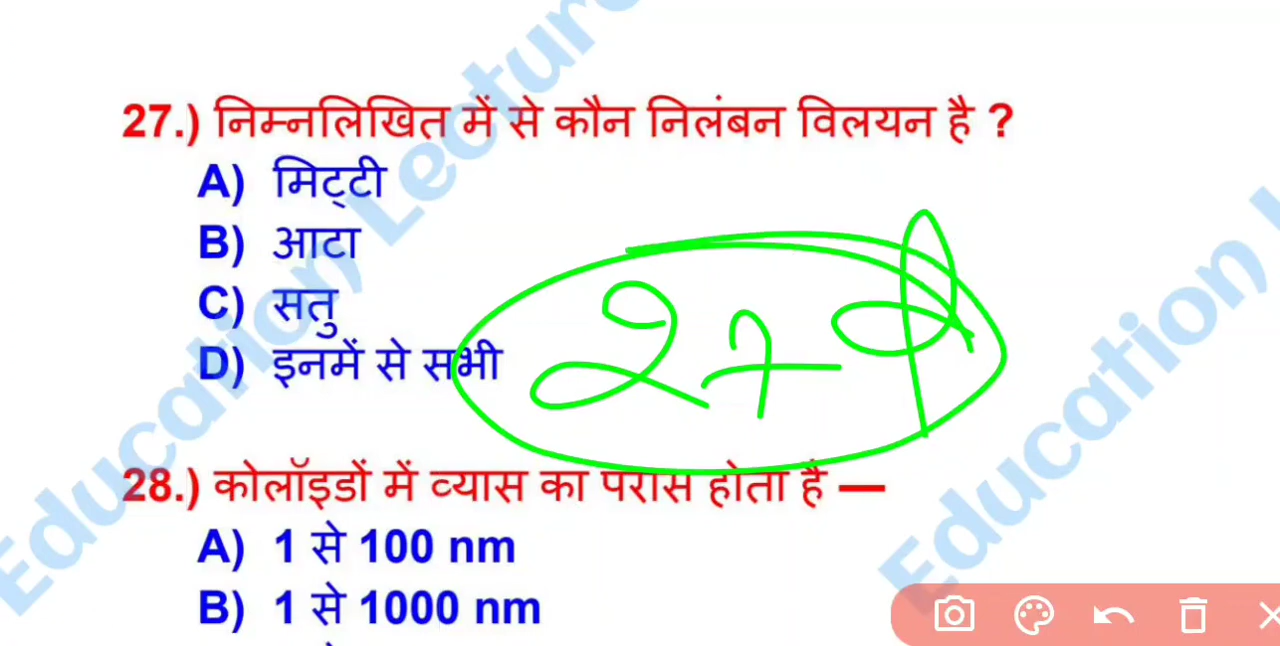 27.) निम्नलिखित में से कौन निलंबन विलयन है ?
A) मिट्टी
B) आटा
C) सतु
D) इनमें से सभी
27-
28.) कोलॉइडों में व्यास का परास होता है —
A) 1 से 100 nm
B) 1 से 1000 nm
Education Lecture
Education